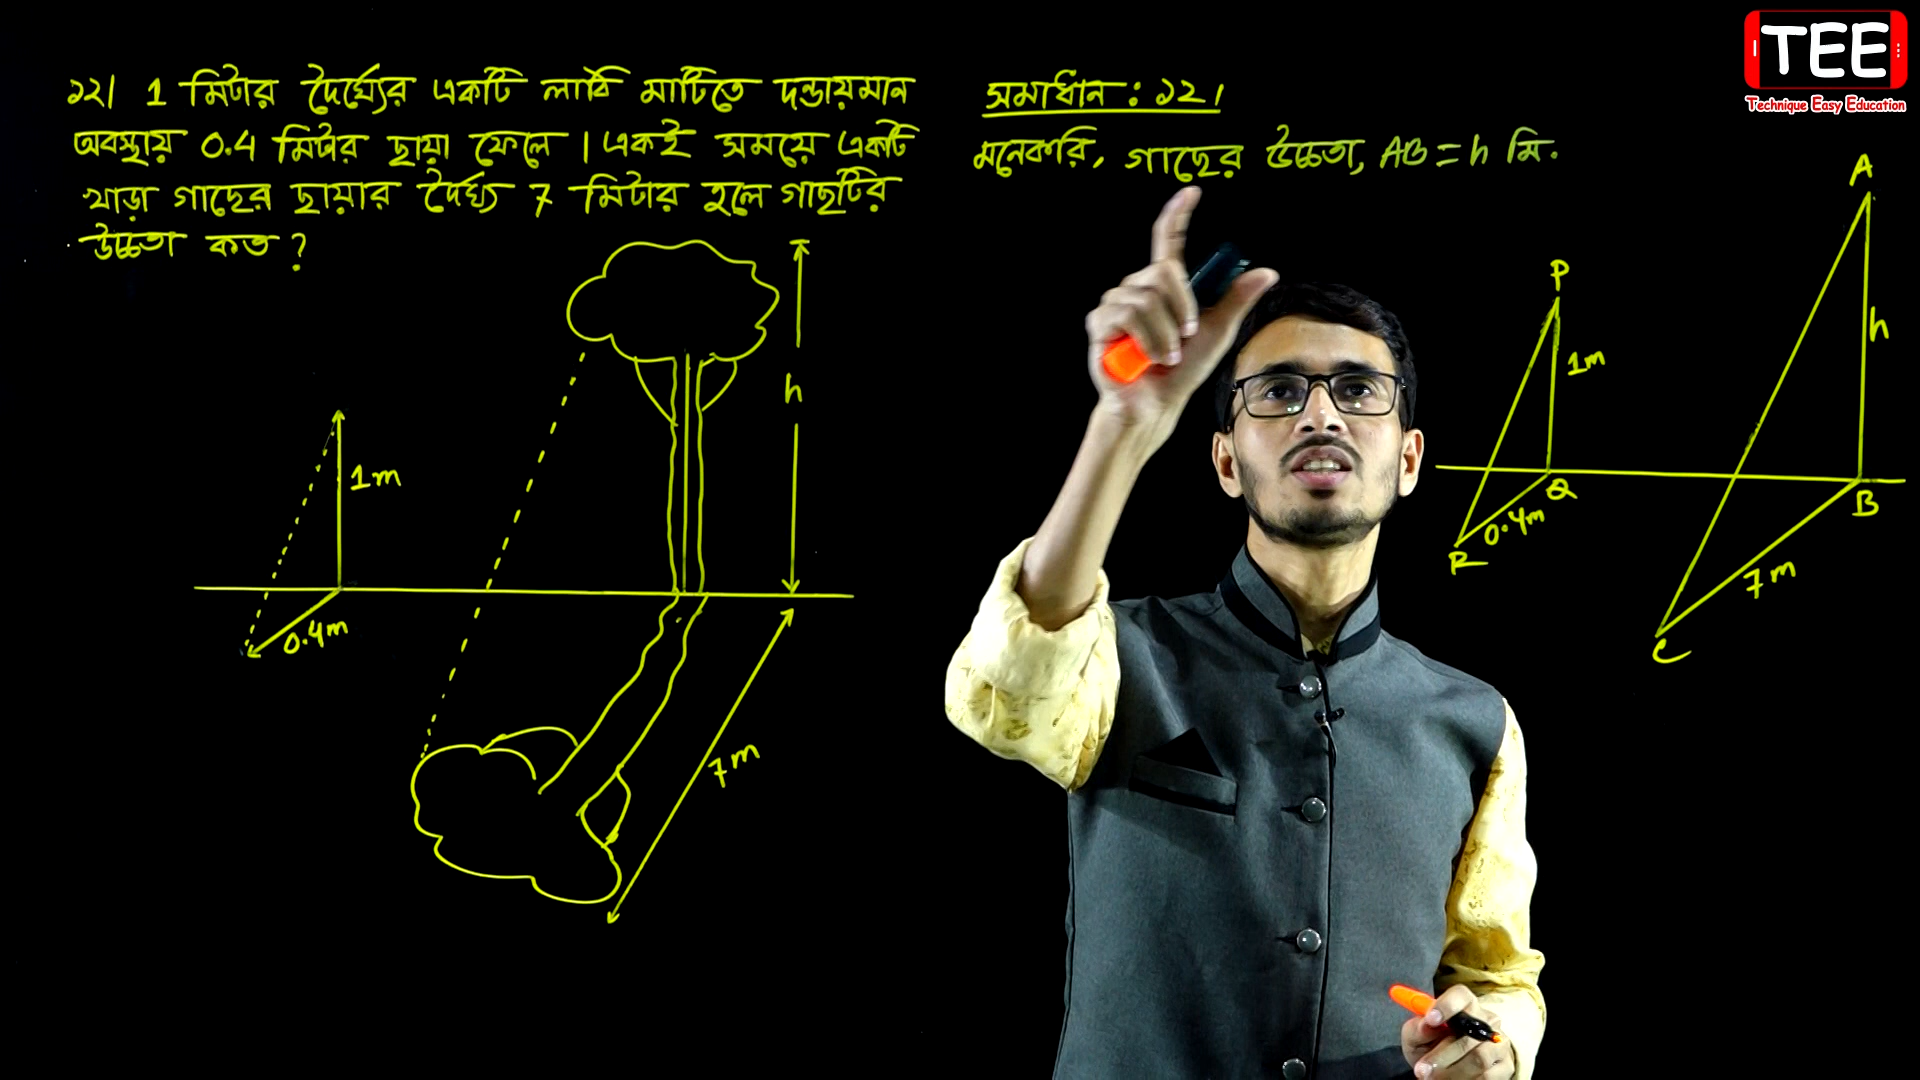 ১২। 1 মিটার দৈর্ঘ্যের একটি লাঠি মাটিতে দন্ডায়মান
অবস্থায় 0.4 মিটার ছায়া ফেলে। একই সময়ে একটি
খাড়া গাছের ছায়ার দৈর্ঘ্য 7 মিটার হলে গাছটির
উচ্চতা কত?
1m
0.4m
h
7m
সমাধান: ১২।
মনেকরি, গাছের উচ্চতা, AB = h মি.
P
1m
Q
0.4m
R
A
h
B
7m
C
TEE
Technique Easy Education